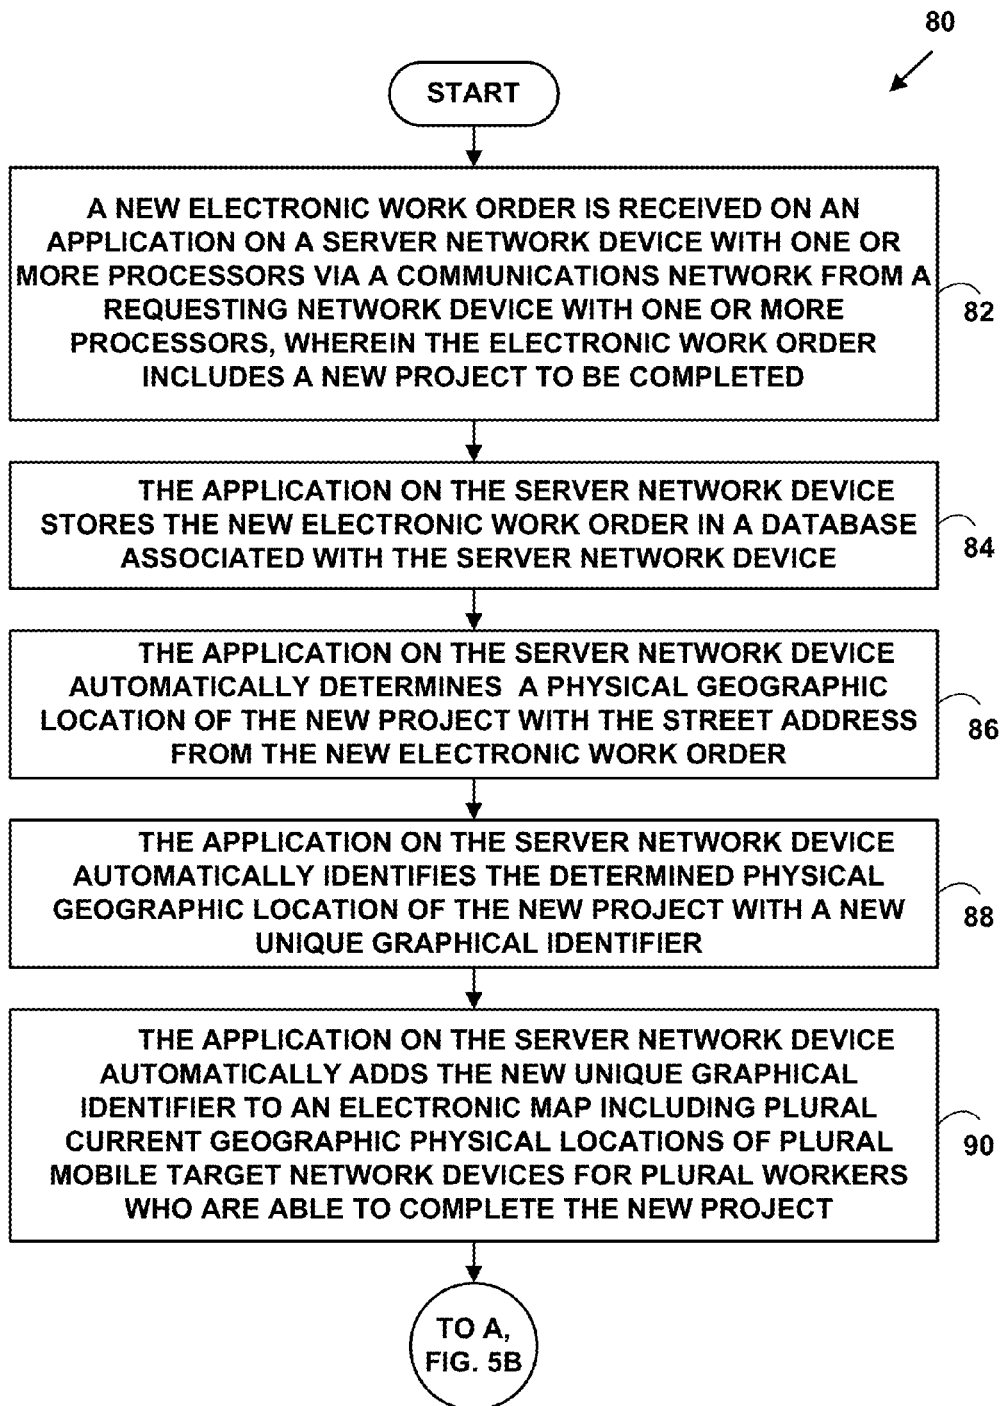 80
START
A NEW ELECTRONIC WORK ORDER IS RECEIVED ON AN
APPLICATION ON A SERVER NETWORK DEVICE WITH ONE OR
MORE PROCESSORS VIA A COMMUNICATIONS NETWORK FROM A
REQUESTING NETWORK DEVICE WITH ONE OR MORE
PROCESSORS, WHEREIN THE ELECTRONIC WORK ORDER
INCLUDES A NEW PROJECT TO BE COMPLETED
82
THE APPLICATION ON THE SERVER NETWORK DEVICE
STORES THE NEW ELECTRONIC WORK ORDER IN A DATABASE
ASSOCIATED WITH THE SERVER NETWORK DEVICE
84
THE APPLICATION ON THE SERVER NETWORK DEVICE
AUTOMATICALLY DETERMINES A PHYSICAL GEOGRAPHIC
LOCATION OF THE NEW PROJECT WITH THE STREET ADDRESS
FROM THE NEW ELECTRONIC WORK ORDER
86
THE APPLICATION ON THE SERVER NETWORK DEVICE
AUTOMATICALLY IDENTIFIES THE DETERMINED PHYSICAL
GEOGRAPHIC LOCATION OF THE NEW PROJECT WITH A NEW
UNIQUE GRAPHICAL IDENTIFIER
88
THE APPLICATION ON THE SERVER NETWORK DEVICE
AUTOMATICALLY ADDS THE NEW UNIQUE GRAPHICAL
IDENTIFIER TO AN ELECTRONIC MAP INCLUDING PLURAL
CURRENT GEOGRAPHIC PHYSICAL LOCATIONS OF PLURAL
MOBILE TARGET NETWORK DEVICES FOR PLURAL WORKERS
WHO ARE ABLE TO COMPLETE THE NEW PROJECT
90
TO A,
FIG. 5B